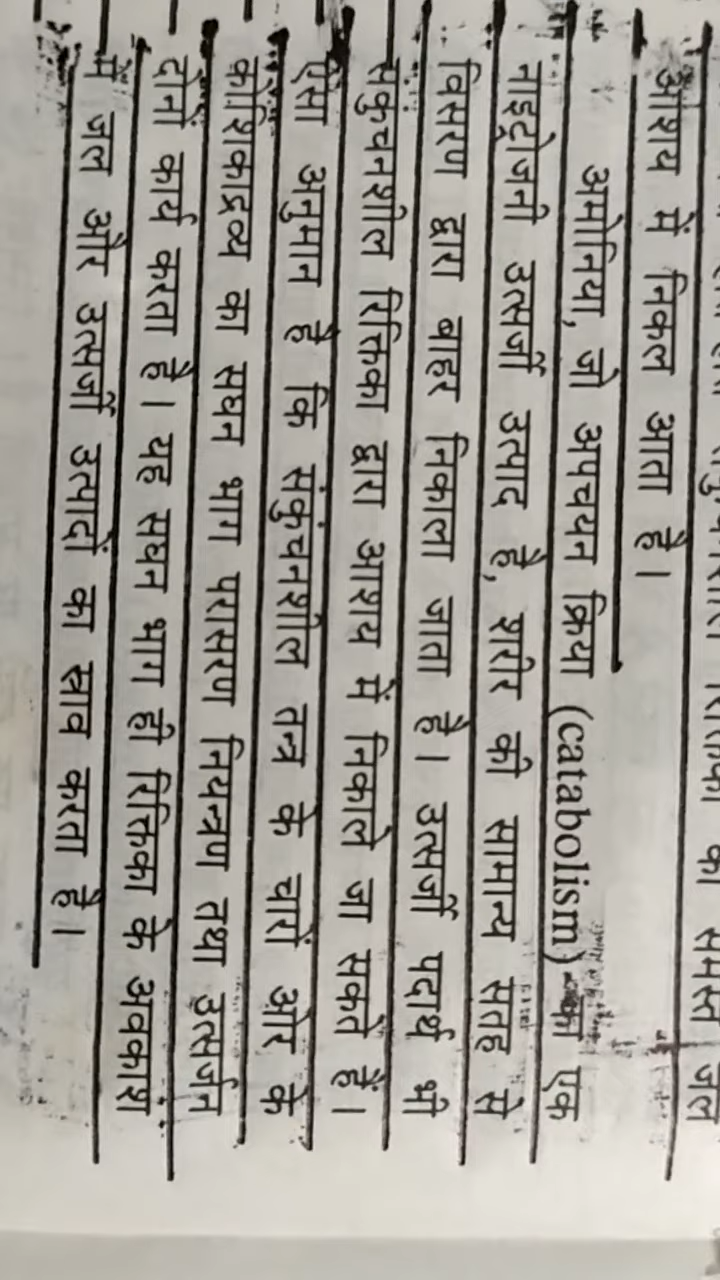 का समस्त जल
आशय में निकल आता है।
अमोनिया, जो अपचयन क्रिया (catabolism) का एक
नाइट्रोजनी उत्सर्जी उत्पाद है, शरीर की सामान्य सतह से
विसरण द्वारा बाहर निकाला जाता है। उत्सर्जी पदार्थ भी
संकुचनशील रिक्तिका द्वारा आशय में निकाले जा सकते हैं।
ऐसा अनुमान है कि संकुचनशील तन्त्र के चारों ओर के
कोशिकाद्रव्य का सघन भाग परासरण नियन्त्रण तथा उत्सर्जन
दोनों कार्य करता है। यह सघन भाग ही रिक्तिका के अवकाश
में जल और उत्सर्जी उत्पादों का स्राव करता है।